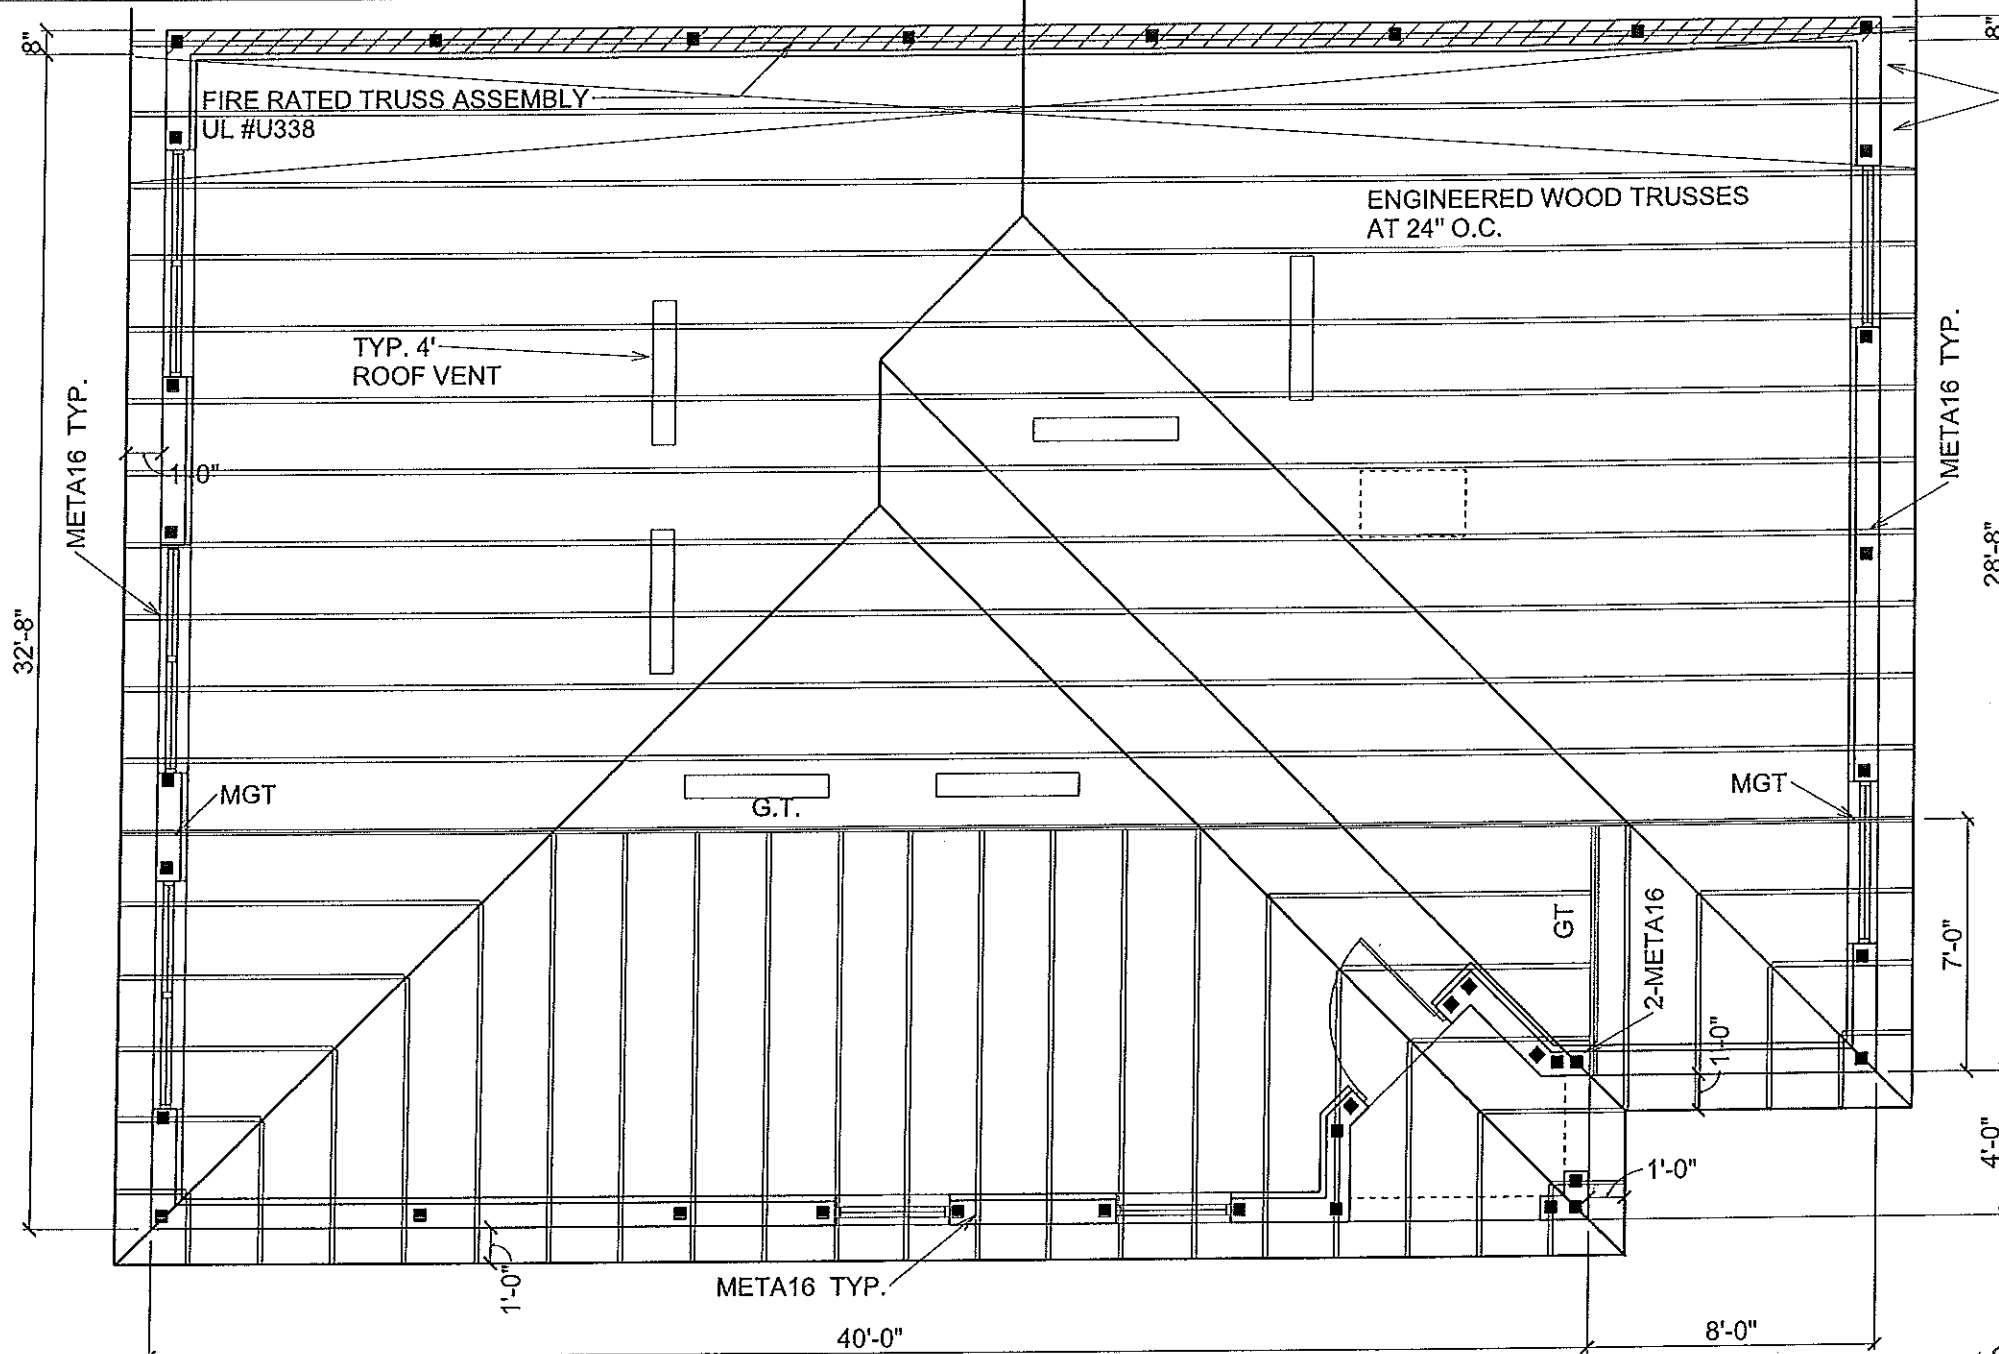 8"
8"
FIRE RATED TRUSS ASSEMBLY
UL #U338
ENGINEERED WOOD TRUSSES
AT 24" O.C.
TYP. 4'
ROOF VENT
META16 TYP.
META16 TYP.
1'-0"
28'-8"
32'-8"
MGT
G.T.
MGT
GT
2-META16
7'-0"
1'-0"
4'-0"
1'-0"
1'-0"
META16 TYP.
40'-0"
8'-0"